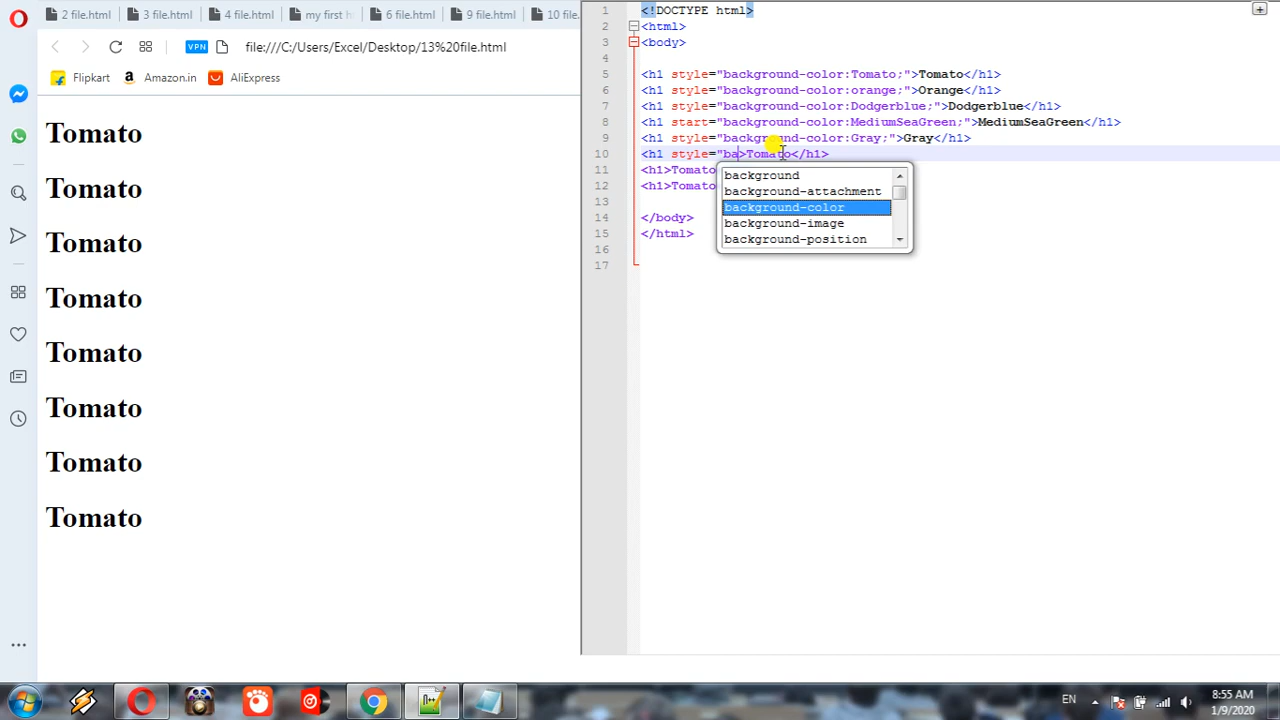 2 file.html
3 file.html
4 file.html
my first h
6 file.html
9 file.html
10 file.
VPN
file:///C:/Users/Excel/Desktop/13%20file.html
Flipkart
Amazon.in
AliExpress
Tomato
Tomato
Tomato
Tomato
Tomato
Tomato
Tomato
Tomato
1 <!DOCTYPE html>
2 <html>
3 <body>
4
5 <h1 style="background-color:Tomato;">Tomato</h1>
6 <h1 style="background-color:orange;">Orange</h1>
7 <h1 style="background-color:Dodgerblue;">Dodgerblue</h1>
8 <h1 start="background-color:MediumSeaGreen;">MediumSeaGreen</h1>
9 <h1 style="background-color:Gray;">Gray</h1>
10 <h1 style="ba>Tomato</h1>
11 <h1>Tomato
12 <h1>Tomato
13
14 </body>
15 </html>
16
17
background
background-attachment
background-color
background-image
background-position
EN
8:55 AM
1/9/2020